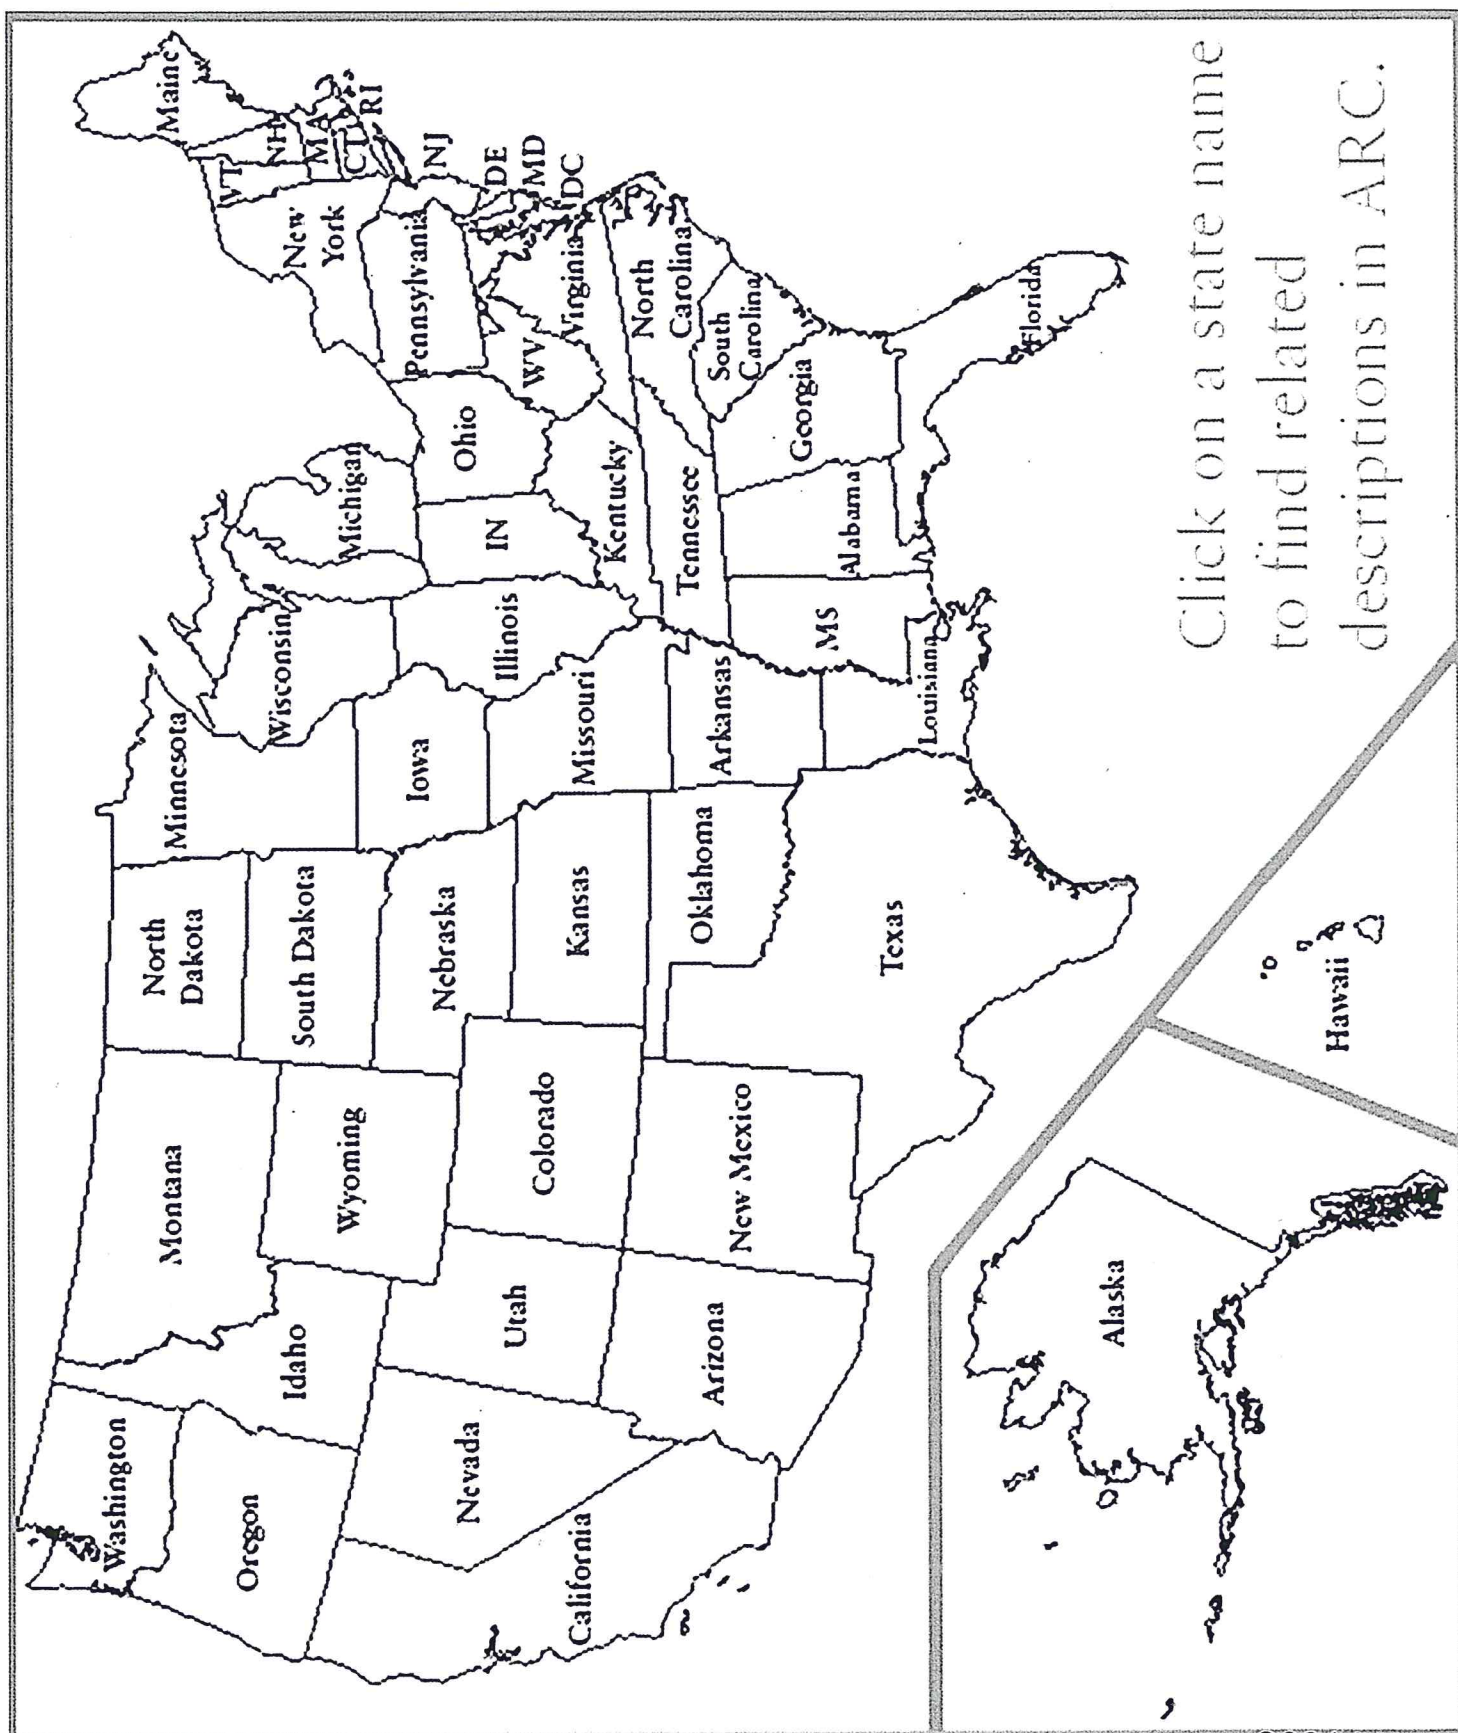 Washington
Oregon
California
Nevada
Idaho
Montana
Wyoming
Utah
Arizona
Colorado
New Mexico
North
Dakota
South Dakota
Nebraska
Kansas
Oklahoma
Texas
Minnesota
Iowa
Missouri
Arkansas
Louisiana
Wisconsin
Illinois
MS
Michigan
IN
Kentucky
Tennessee
Alabama
Ohio
WV
Virginia
North
Carolina
South
Carolina
Georgia
Florida
Pennsylvania
New
York
VT
NH
Maine
MA
CT
RI
NJ
DE
MD
DC
Alaska
Hawaii
Click on a state name
to find related
descriptions in ARC.